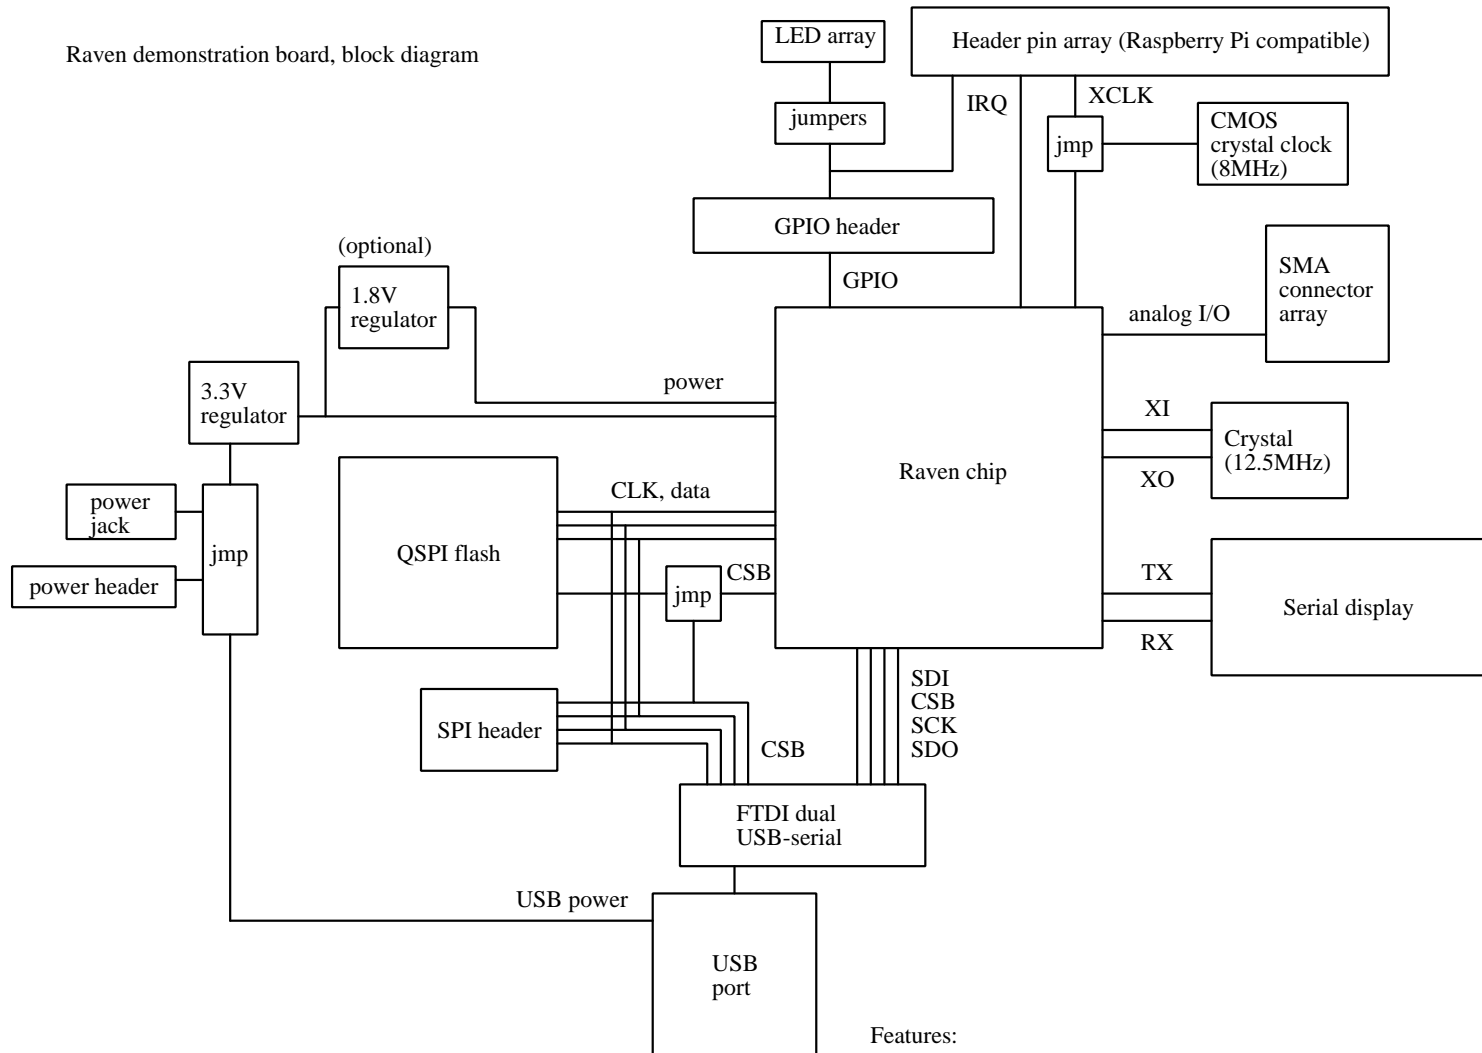 Raven demonstration board, block diagram
LED array
Header pin array (Raspberry Pi compatible)
IRQ
XCLK
jumpers
jmp
CMOS
crystal clock
(8MHz)
GPIO header
(optional)
GPIO
1.8V
regulator
SMA
connector
array
analog I/O
3.3V
regulator
power
XI
Crystal
(12.5MHz)
XO
Raven chip
power
jack
jmp
power header
CLK, data
QSPI flash
CSB
jmp
TX
Serial display
RX
SDI
CSB
SCK
SDO
SPI header
CSB
FTDI dual
USB-serial
USB power
USB
port
Features: